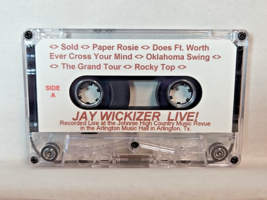 <> Sold <> Paper Rosie <> Does Ft. Worth
Ever Cross Your Mind <> Oklahoma Swing <>
<> The Grand Tour <> Rocky Top <>
SIDE
A
JAY WICKIZER LIVE!
Recorded Live at the Johnnie High Country Music Revue
in the Arlington Music Hall in Arlington, Tx.